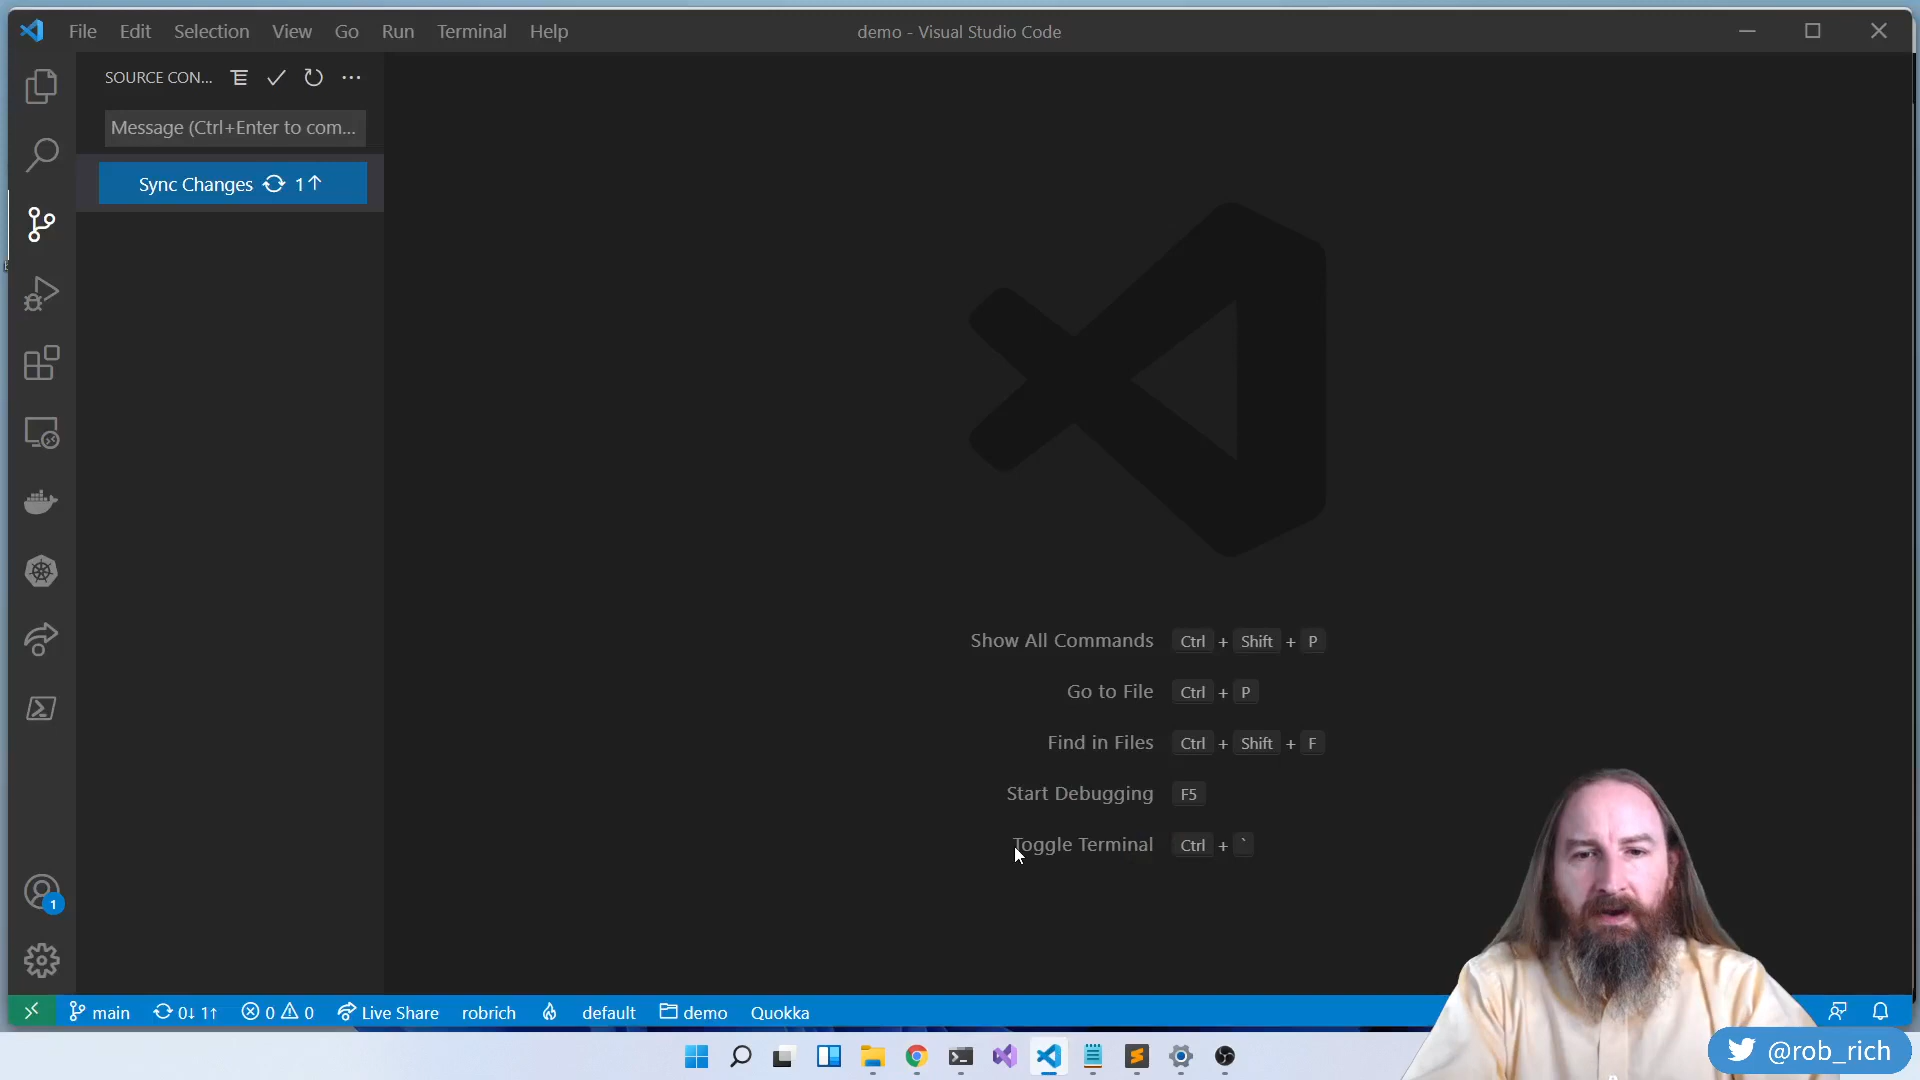 File Edit Selection View Go Run Terminal Help
demo - Visual Studio Code
SOURCE CON...
Message (Ctrl+Enter to com...
Sync Changes 1↑
Show All Commands Ctrl + Shift + P
Go to File Ctrl + P
Find in Files Ctrl + Shift + F
Start Debugging F5
Toggle Terminal Ctrl + `
1
main 0↓ 1↑ 0 0 Live Share robrich default demo Quokka
@rob_rich